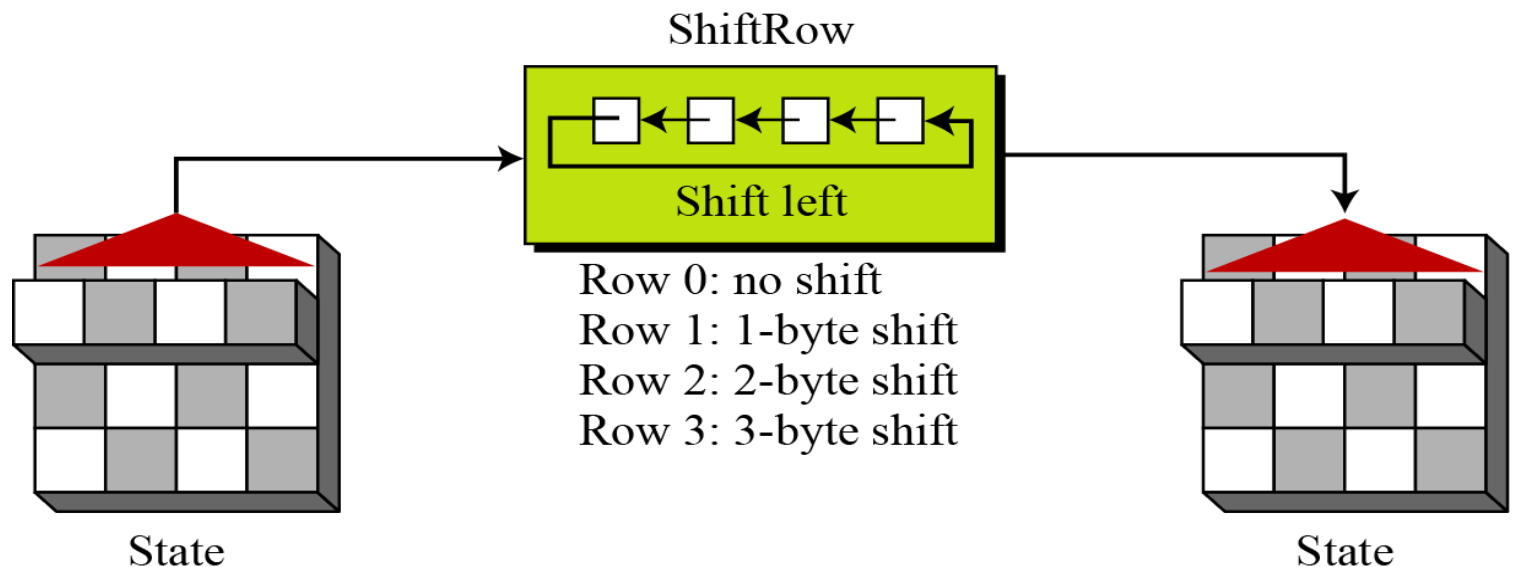 ShiftRow
Shift left
Row 0: no shift
Row 1: 1-byte shift
Row 2: 2-byte shift
Row 3: 3-byte shift
State
State